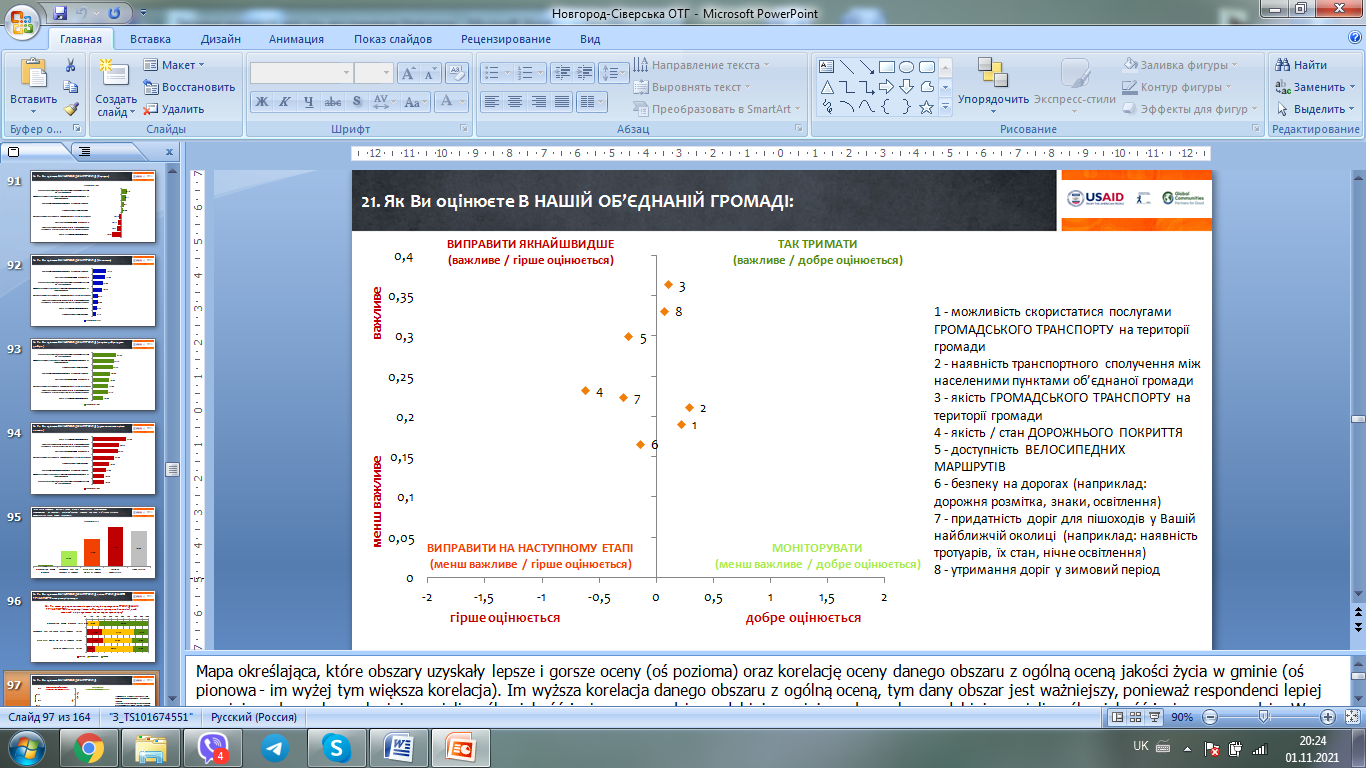 Новгород-Сіверська ОТГ - Microsoft PowerPoint
Главная Вставка Дизайн Анимация Показ слайдов Рецензирование Вид
Вставить
Буфер о...
Создать слайд
Макет
Восстановить
Удалить
Слайды
Ж К Ч abc S AV Aa А
Шрифт
Абзац
Направление текста
Выровнять текст
Преобразовать в SmartArt
Упорядочить
Экспресс-стили
Заливка фигуры
Контур фигуры
Эффекты для фигур
Рисование
Найти
Заменить
Выделить
Редактирование
91
92
93
94
95
96
97
21. Як Ви оцінюєте В НАШІЙ ОБ’ЄДНАНІЙ ГРОМАДІ:
USAID
Global Communities
Partners for Good
ВИПРАВИТИ ЯКНАЙШВИДШЕ
(важливе / гірше оцінюється)
ТАК ТРИМАТИ
(важливе / добре оцінюється)
важливе
менш важливе
0,4
0,35
0,3
0,25
0,2
0,15
0,1
0,05
0
3
8
5
4
7
2
1
6
ВИПРАВИТИ НА НАСТУПНОМУ ЕТАПІ
(менш важливе / гірше оцінюється)
МОНІТОРУВАТИ
(менш важливе / добре оцінюється)
-2 -1,5 -1 -0,5 0 0,5 1 1,5 2
гірше оцінюється
добре оцінюється
1 - можливість скористатися послугами
ГРОМАДСЬКОГО ТРАНСПОРТУ на території
громади
2 - наявність транспортного сполучення між
населеними пунктами об’єднаної громади
3 - якість ГРОМАДСЬКОГО ТРАНСПОРТУ на
території громади
4 - якість / стан ДОРОЖНЬОГО ПОКРИТТЯ
5 - доступність ВЕЛОСИПЕДНИХ
МАРШРУТІВ
6 - безпеку на дорогах (наприклад:
дорожня розмітка, знаки, освітлення)
7 - придатність доріг для пішоходів у Вашій
найближчій околиці (наприклад: наявність
тротуарів, їх стан, нічне освітлення)
8 - утримання доріг у зимовий період
Mapa określająca, które obszary uzyskały lepsze i gorsze oceny (oś pozioma) oraz korelację oceny danego obszaru z ogólną oceną jakości życia w gminie (oś
pionowa - im wyżej tym większa korelacja). Im wyższa korelacja danego obszaru z ogólną oceną, tym dany obszar jest ważniejszy, ponieważ respondenci lepiej
Слайд 97 из 164 "3_TS101674551" Русский (Россия) 90%
4
UK
20:24
01.11.2021